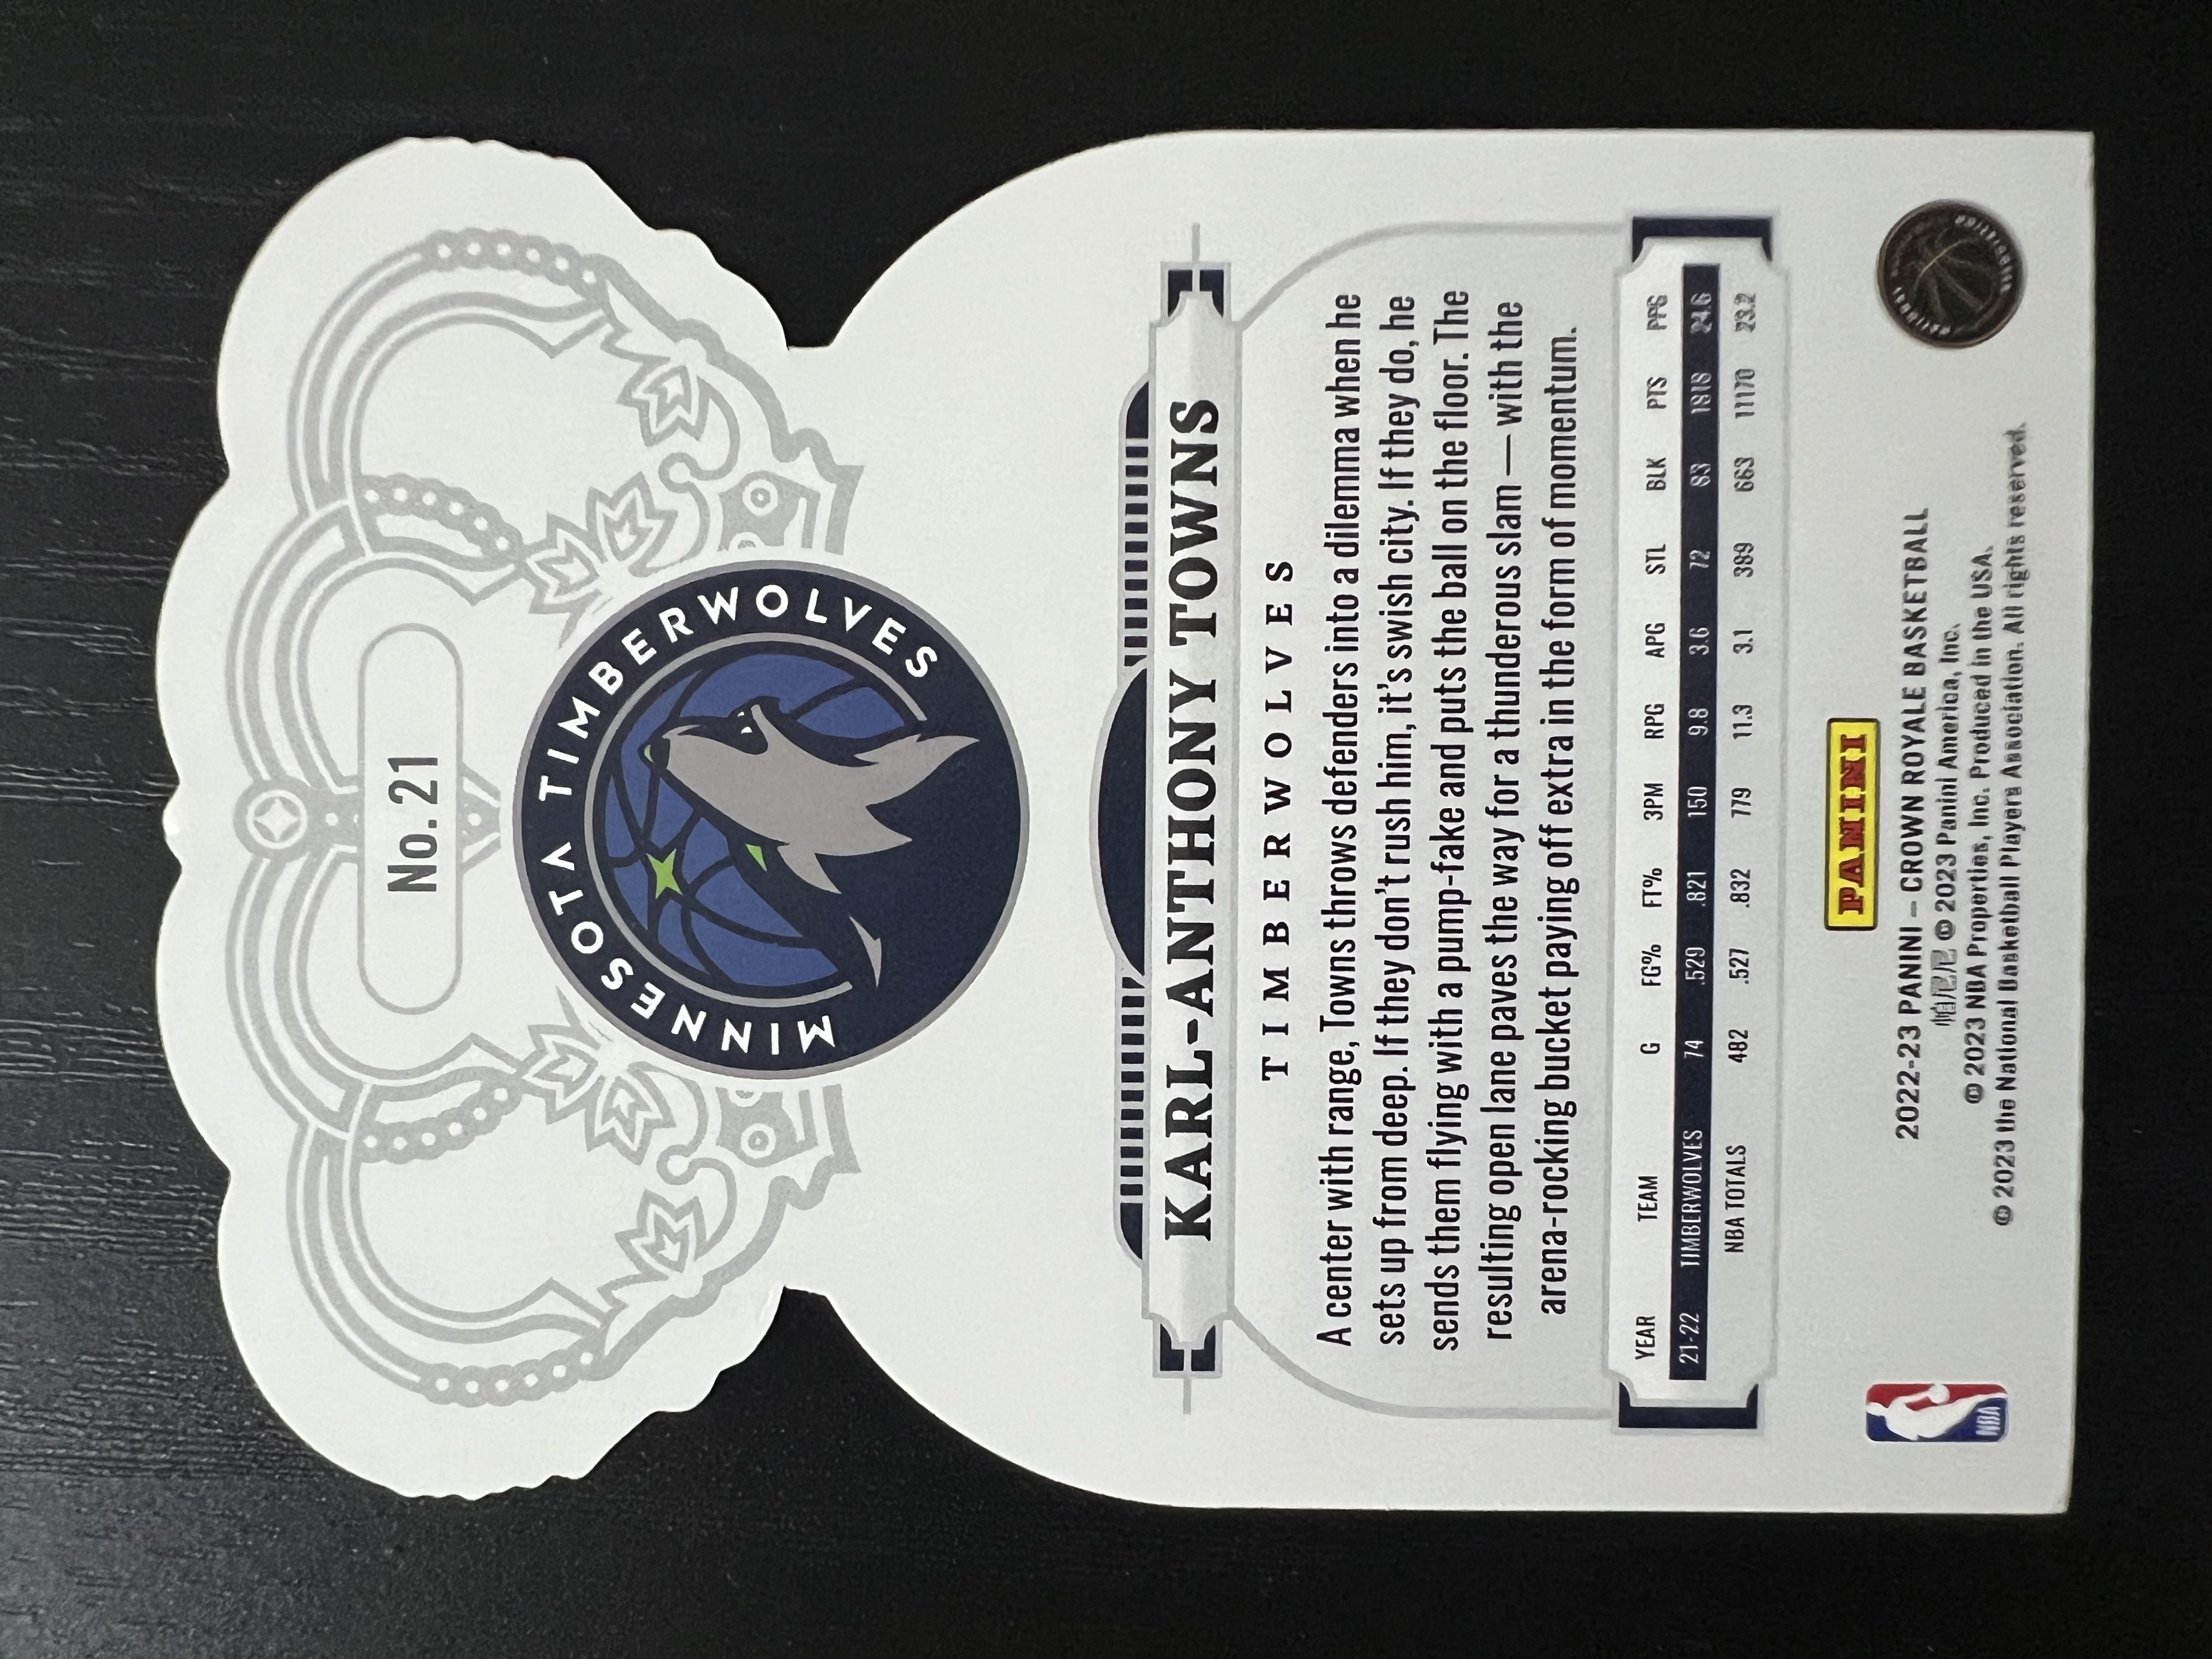 No. 21
MINNESOTA TIMBERWOLVES
KARL-ANTHONY TOWNS
TIMBERWOLVES
A center with range, Towns throws defenders into a dilemma when he
sets up from deep. If they don't rush him, it's swish city. If they do, he
sends them flying with a pump-fake and puts the ball on the floor. The
resulting open lane paves the way for a thunderous slam — with the
arena-rocking bucket paying off extra in the form of momentum.
YEAR TEAM G FG% FT% 3PM RPG APG STL BLK PTS PPG
21-22 TIMBERWOLVES 74 .529 .821 150 9.8 3.6 72 83 1818 24.6
NBA TOTALS 482 .527 .832 779 11.3 3.1 389 663 11170 23.2
PANINI
2022-23 PANINI – CROWN ROYALE BASKETBALL
帕尼尼 © 2023 Panini America, Inc.
© 2023 NBA Properties, Inc. Produced in the USA.
© 2023 the National Basketball Players Association. All rights reserved.
NBA